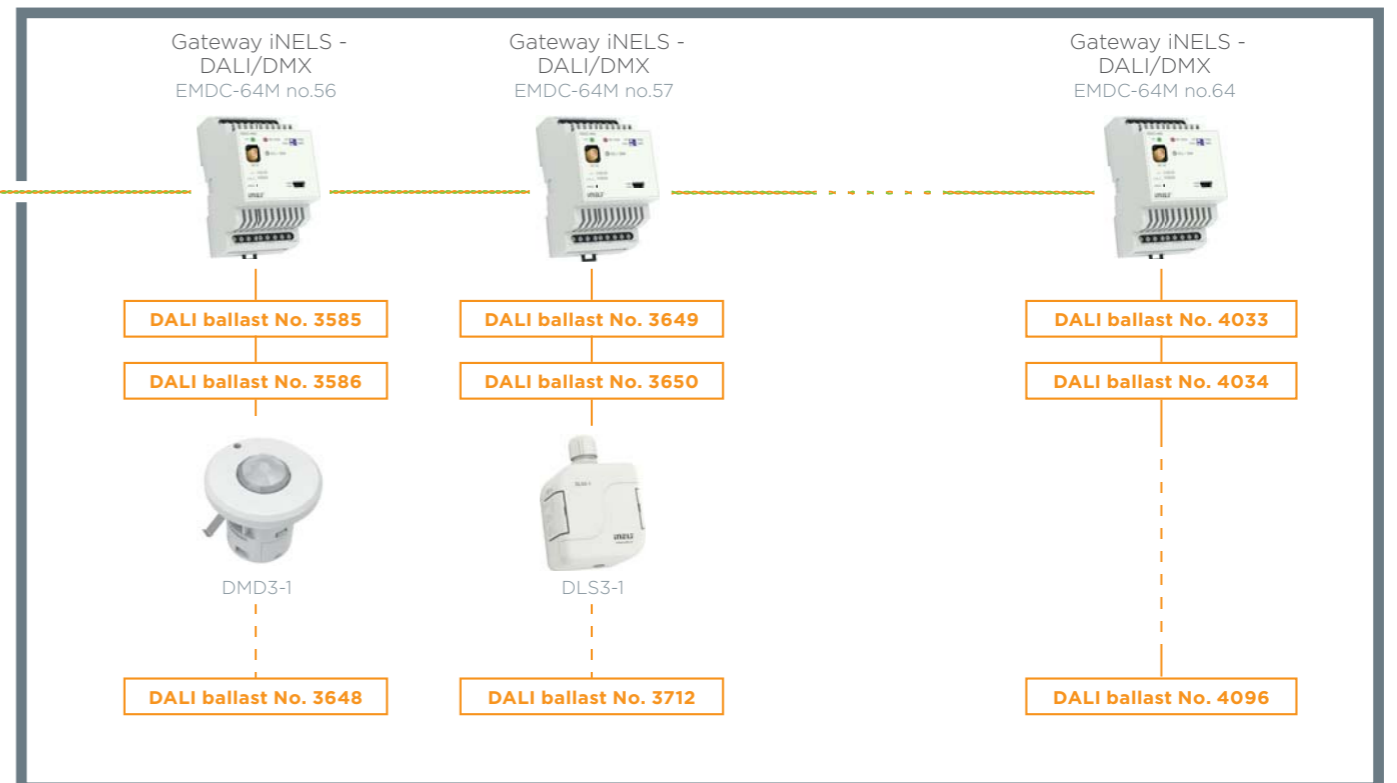 Gateway iNELS -
DALI/DMX
EMDC-64M no.56
Gateway iNELS -
DALI/DMX
EMDC-64M no.57
Gateway iNELS -
DALI/DMX
EMDC-64M no.64
DALI ballast No. 3585
DALI ballast No. 3649
DALI ballast No. 4033
DALI ballast No. 3586
DALI ballast No. 3650
DALI ballast No. 4034
DMD3-1
DLS3-1
DALI ballast No. 3648
DALI ballast No. 3712
DALI ballast No. 4096